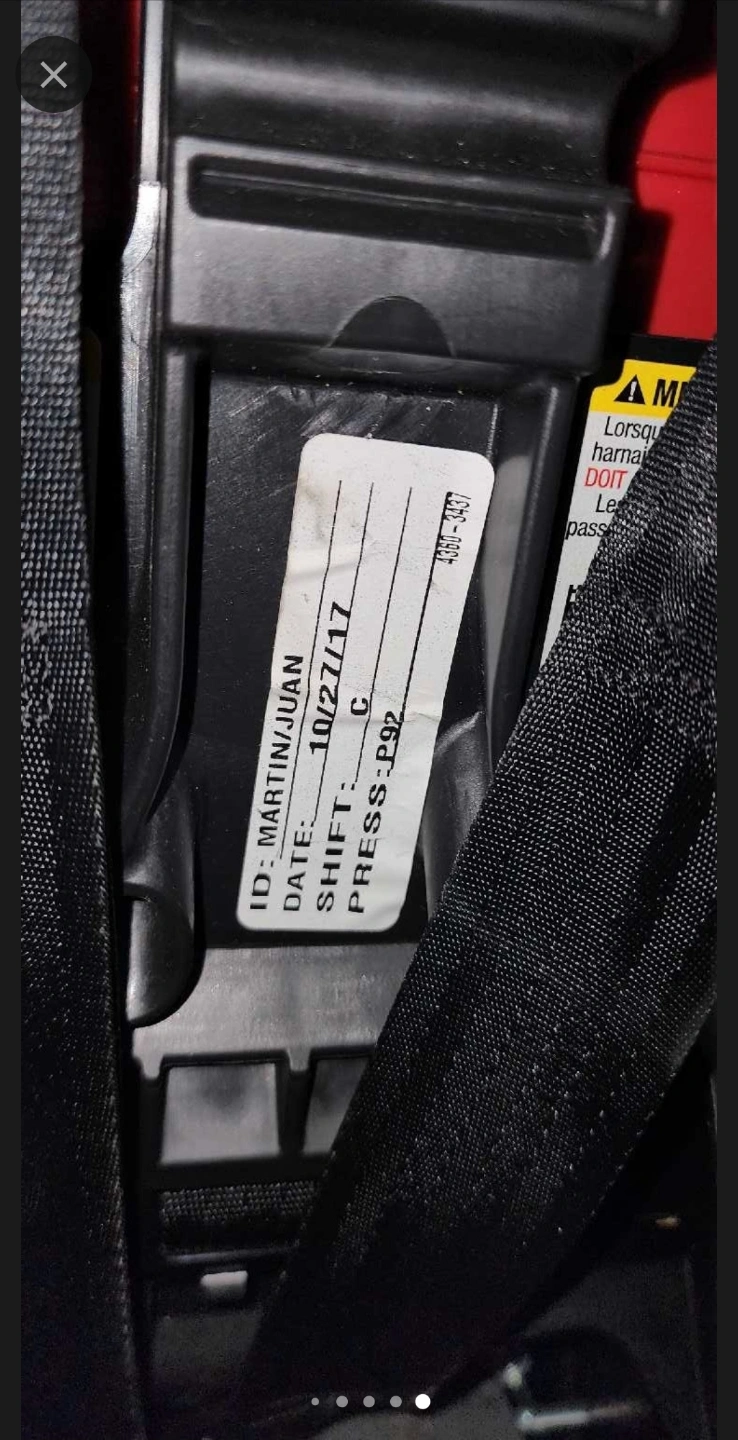 ID: MARTIN/JUAN
DATE: 10/27/17
SHIFT: C
PRESS: P92
4360-3437
Lorsqu
harnai
DOIT
Le
pass